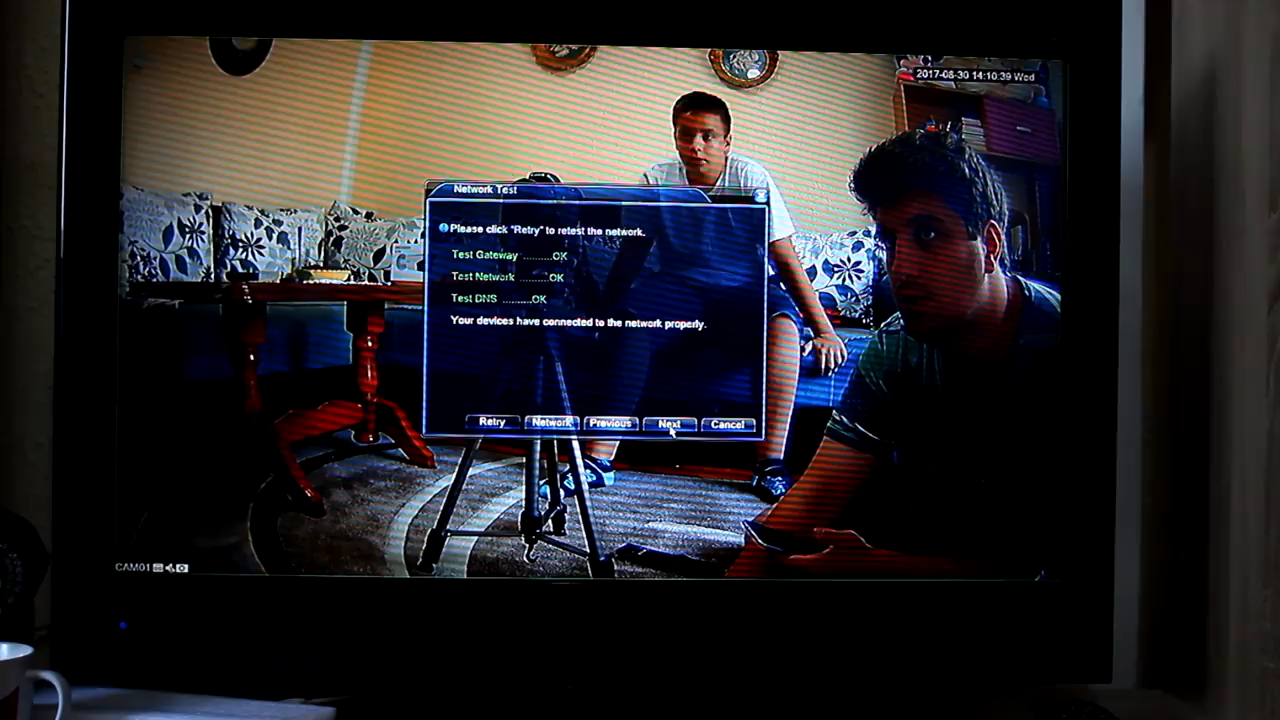 2017-08-30 14:10:39 Wed
Network Test
Please click "Retry" to retest the network.
Test Gateway .........OK
Test Network .........OK
Test DNS ..........OK
Your devices have connected to the network properly.
Retry Network Previous Next Cancel
CAM01